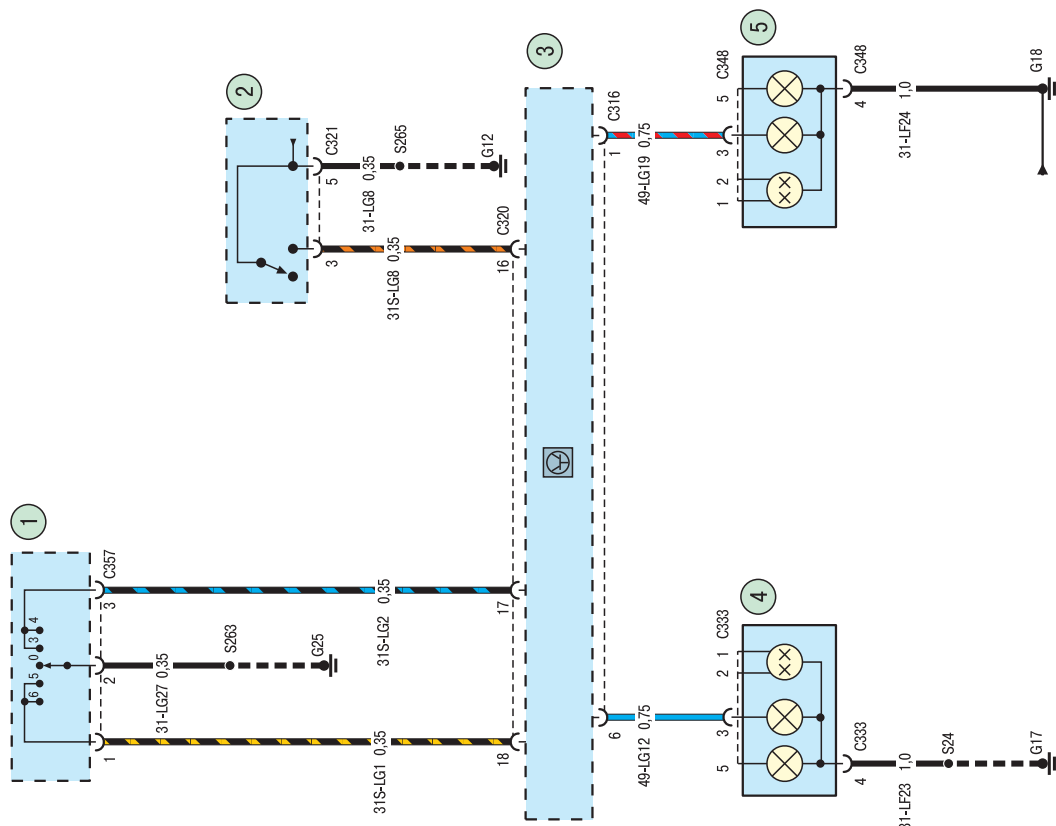 1
6
5
0
3
4
1
2
3
C357
31S-LG1
0,35
31-LG27
0,35
S263
G25
31S-LG2
0,35
18
17
2
3
5
C321
31S-LG8
0,35
31-LG8
0,35
S265
G12
16
C320
3
6
49-LG12
0,75
1
C316
49-LG19
0,75
4
5
3
2
1
C333
4
C333
31-LF23
1,0
S24
G17
5
1
2
3
5
C348
4
C348
31-LF24
1,0
G18